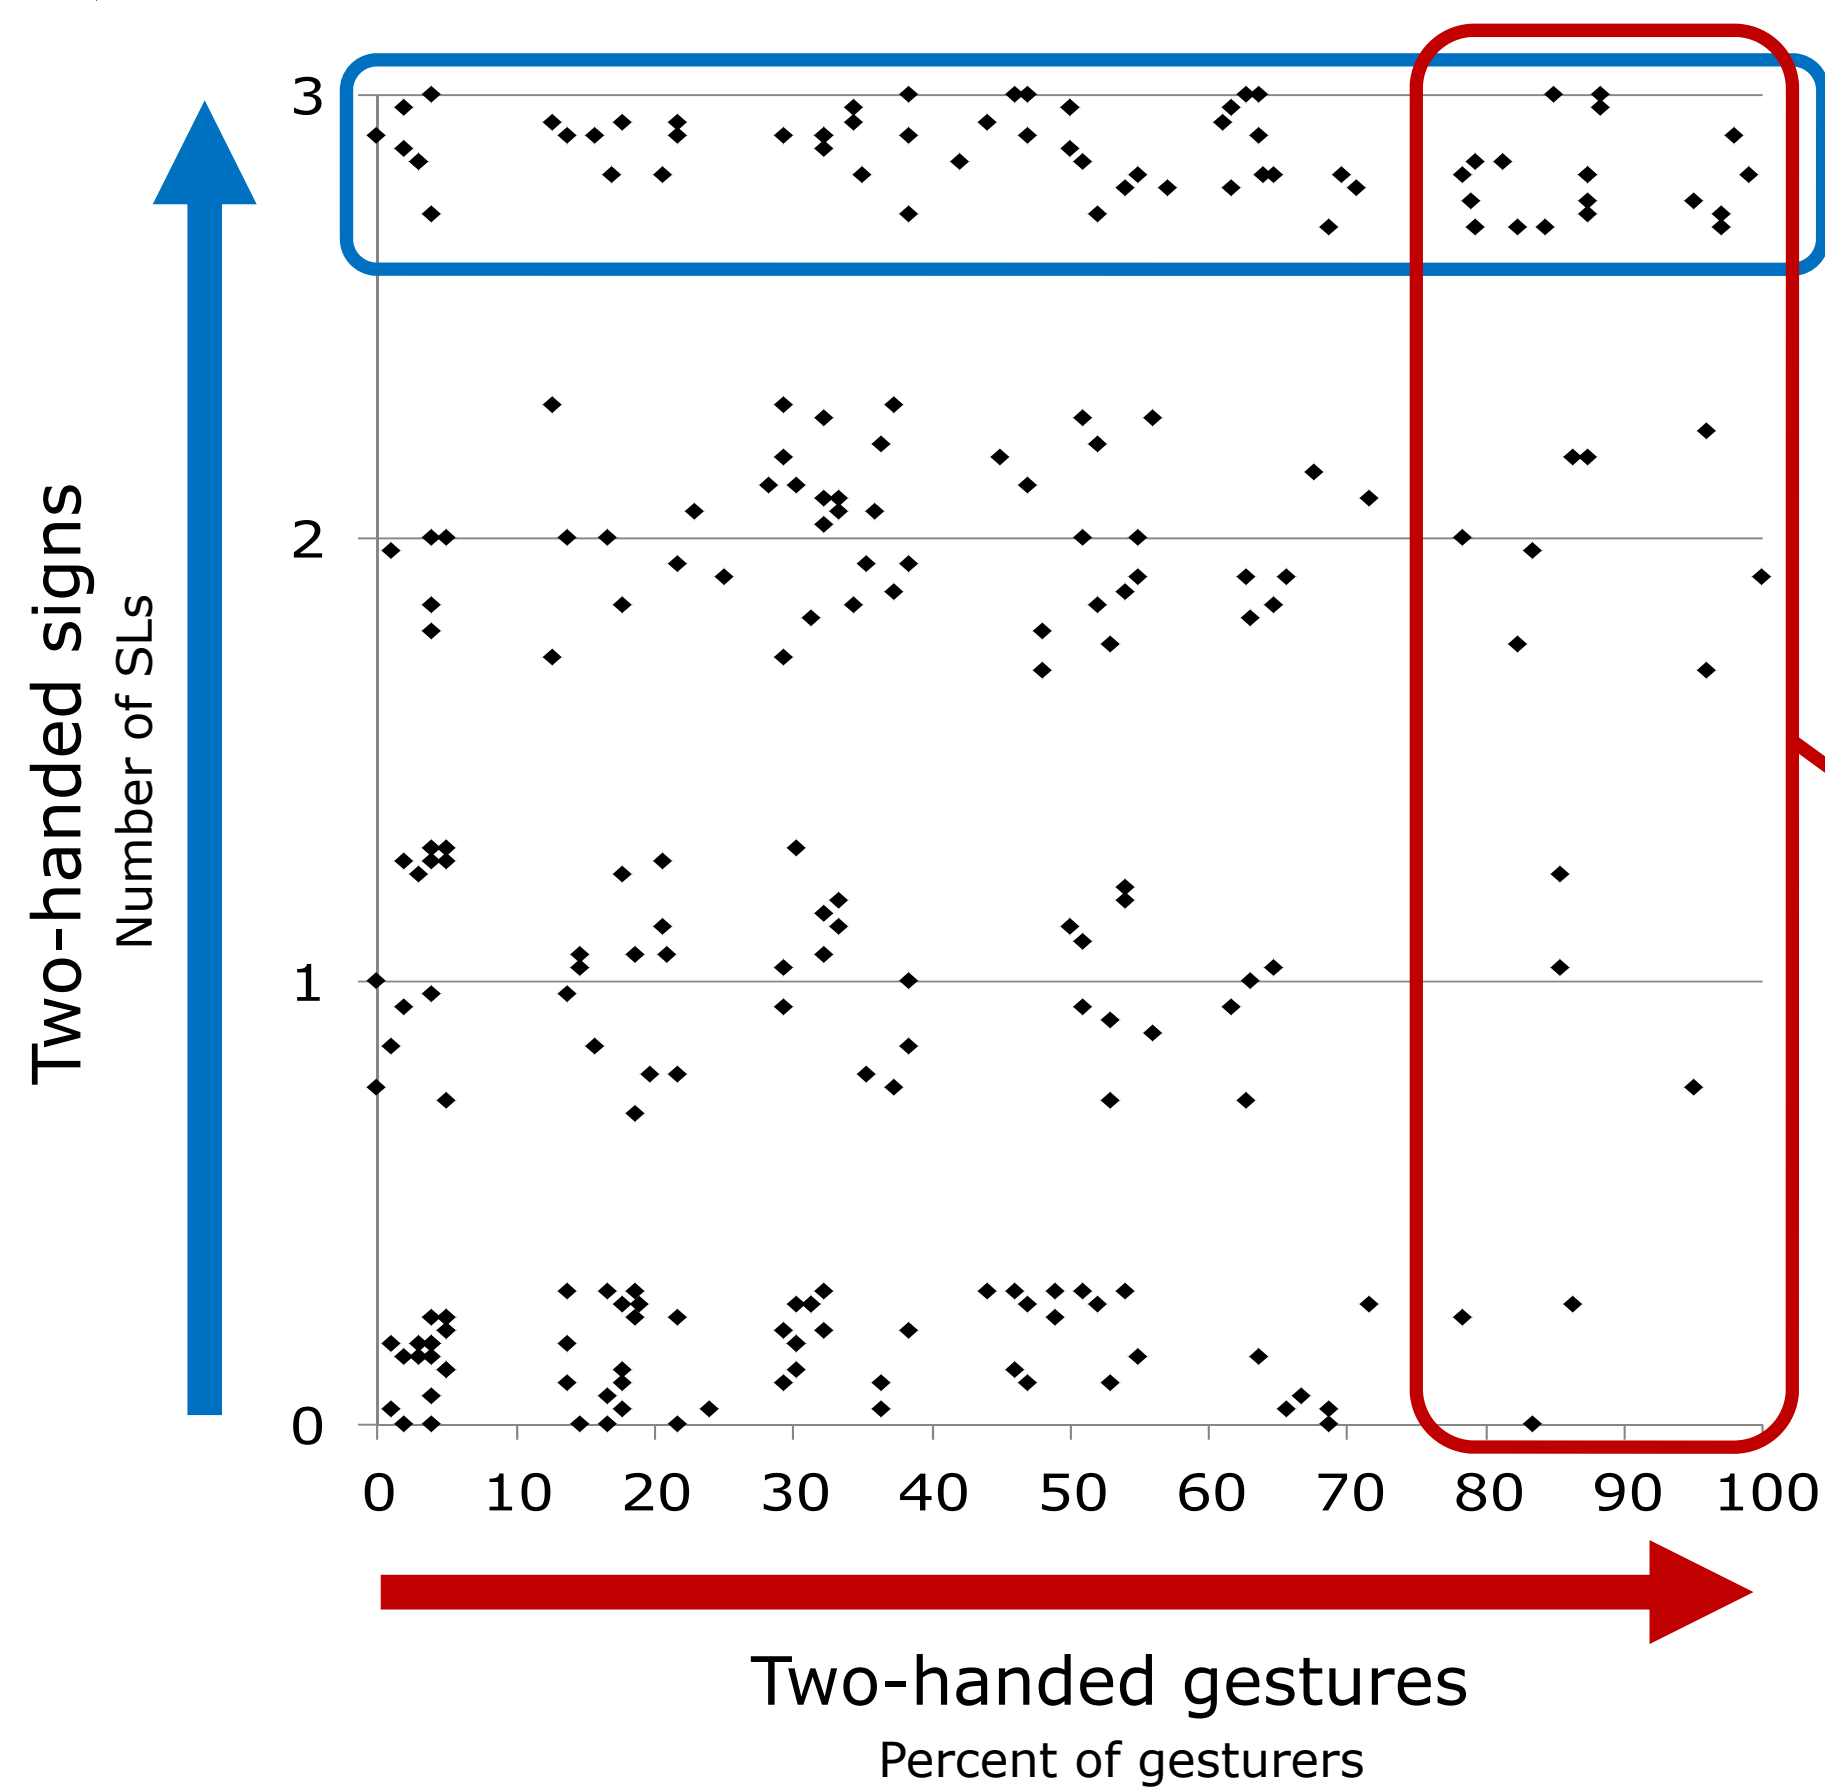 Two-handed signs
Number of SLs
3
2
1
0
0 10 20 30 40 50 60 70 80 90 100
Two-handed gestures
Percent of gesturers